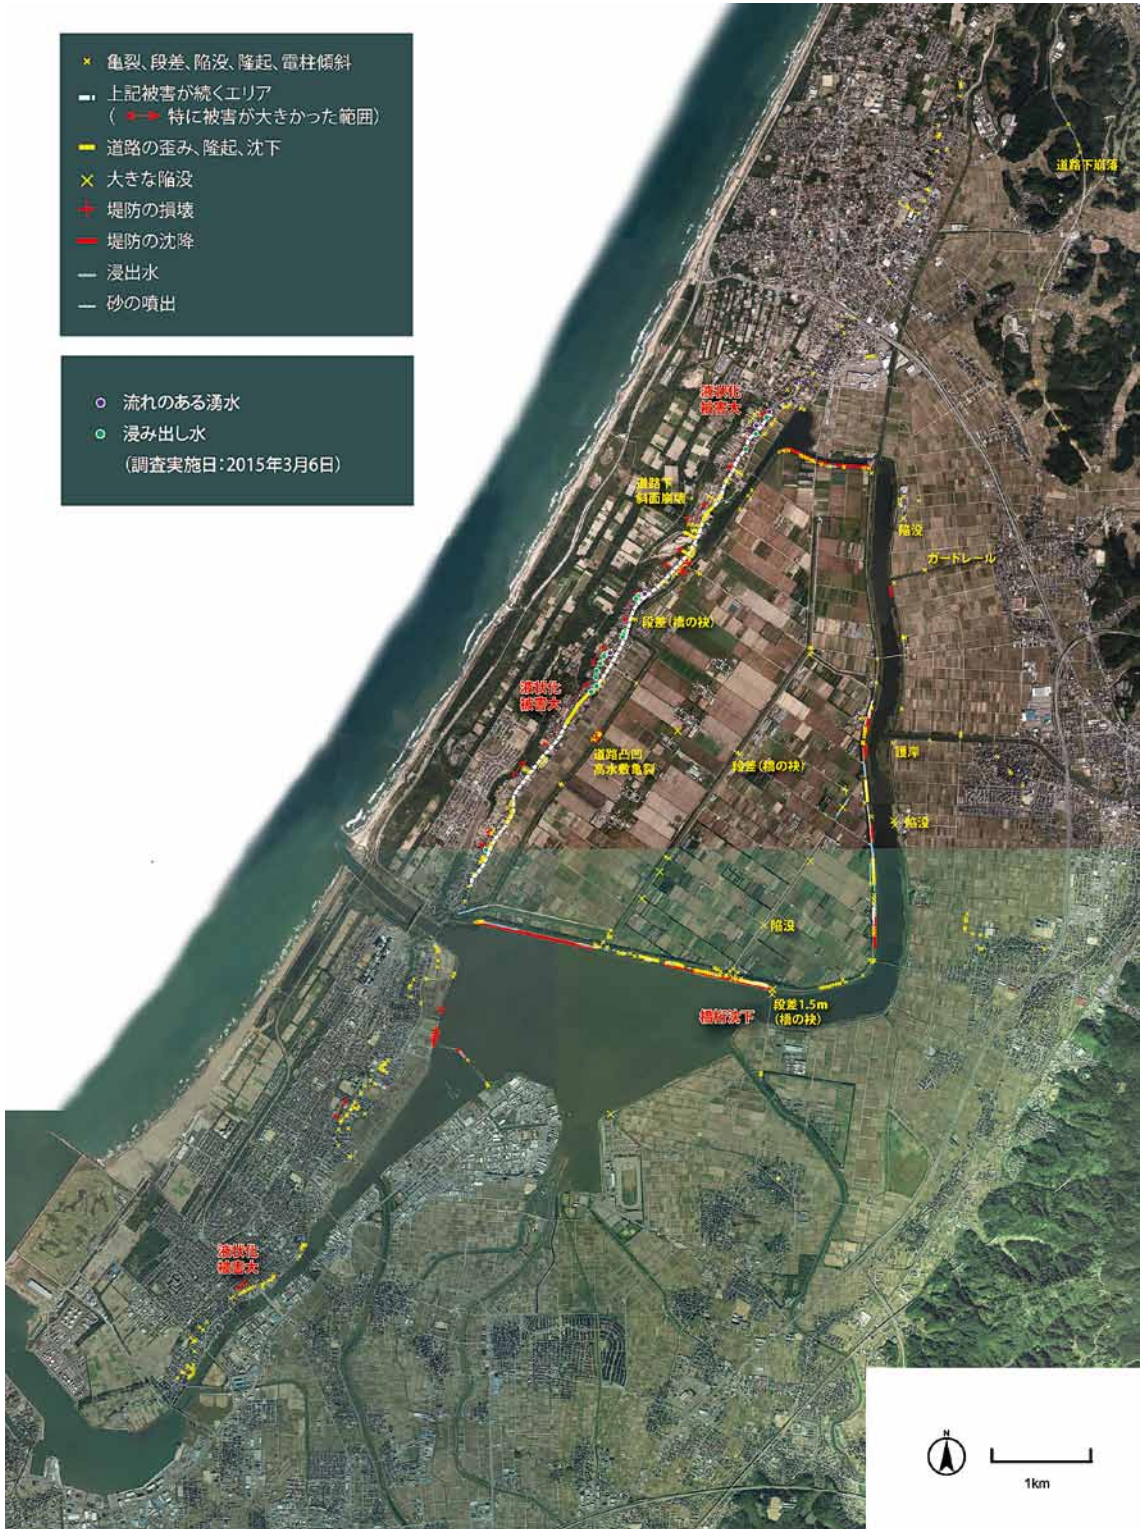 亀裂、段差、陥没、隆起、電柱傾斜
上記被害が続くエリア
( 特に被害が大きかった範囲)
道路の歪み、隆起、沈下
大きな陥没
堤防の損壊
堤防の沈降
浸出水
砂の噴出
流れのある湧水
浸み出し水
(調査実施日:2015年3月6日)
道路下崩落
液状化
被害大
道路下
斜面崩壊
陥没
ガードレール
段差(橋の袂)
液状化
被害大
道路凸凹
高水敷亀裂
段差(橋の袂)
護岸
陥没
陥没
段差1.5m
(橋の袂)
橋桁沈下
液状化
被害大
N
1km